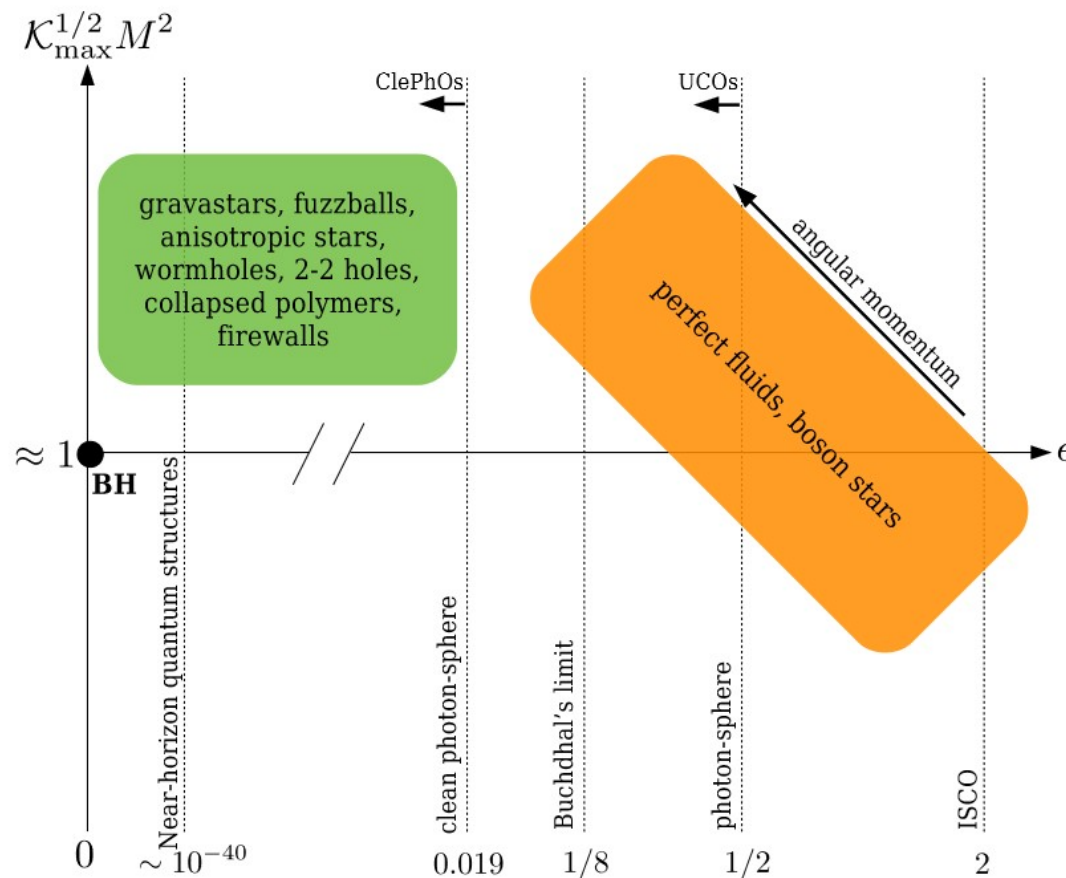 𝒦_max^{1/2} M²
ClePhOs
UCOs
gravastars, fuzzballs,
anisotropic stars,
wormholes, 2-2 holes,
collapsed polymers,
firewalls
angular momentum
perfect fluids, boson stars
≈ 1
BH
ϵ
Near-horizon quantum structures
clean photon-sphere
Buchdhal's limit
photon-sphere
ISCO
0
~ 10⁻⁴⁰
0.019
1/8
1/2
2